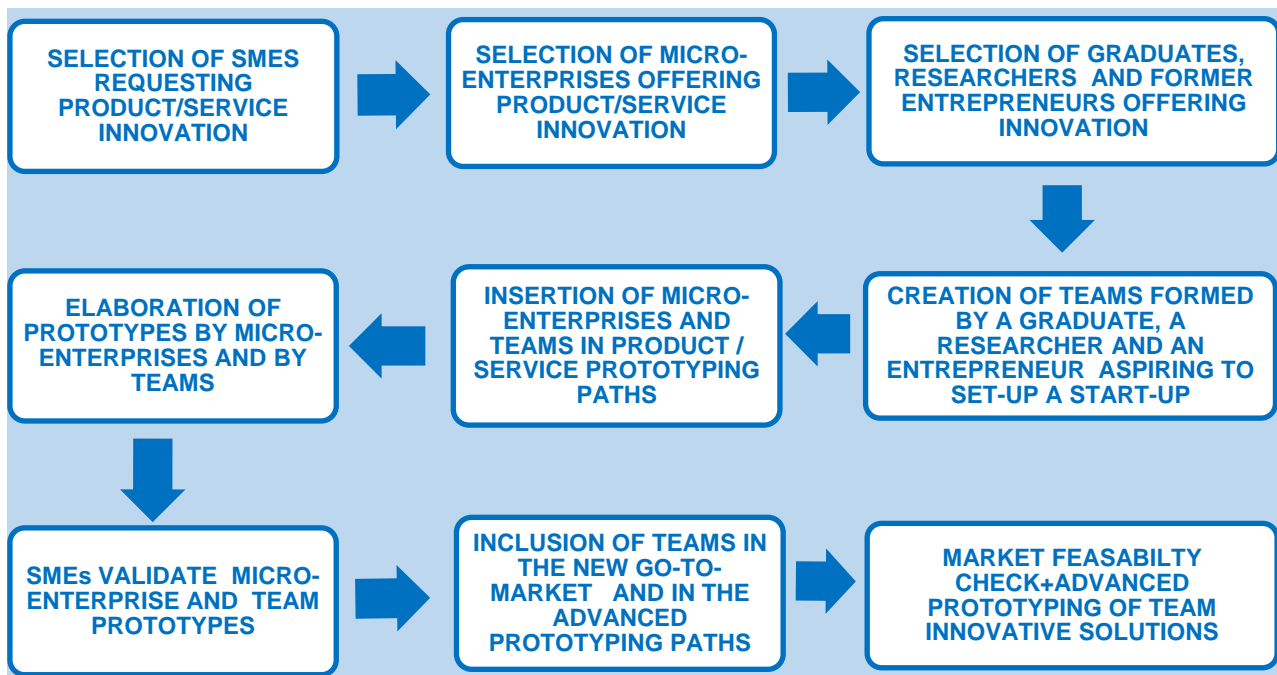 SELECTION OF SMES
REQUESTING
PRODUCT/SERVICE
INNOVATION
SELECTION OF MICRO-
ENTERPRISES OFFERING
PRODUCT/SERVICE
INNOVATION
SELECTION OF GRADUATES,
RESEARCHERS AND FORMER
ENTREPRENEURS OFFERING
INNOVATION
CREATION OF TEAMS FORMED
BY A GRADUATE, A
RESEARCHER AND AN
ENTREPRENEUR ASPIRING TO
SET-UP A START-UP
INSERTION OF MICRO-
ENTERPRISES AND
TEAMS IN PRODUCT /
SERVICE PROTOTYPING
PATHS
ELABORATION OF
PROTOTYPES BY MICRO-
ENTERPRISES AND BY
TEAMS
SMEs VALIDATE MICRO-
ENTERPRISE AND TEAM
PROTOTYPES
INCLUSION OF TEAMS IN
THE NEW GO-TO-
MARKET AND IN THE
ADVANCED
PROTOTYPING PATHS
MARKET FEASABILTY
CHECK+ADVANCED
PROTOTYPING OF TEAM
INNOVATIVE SOLUTIONS